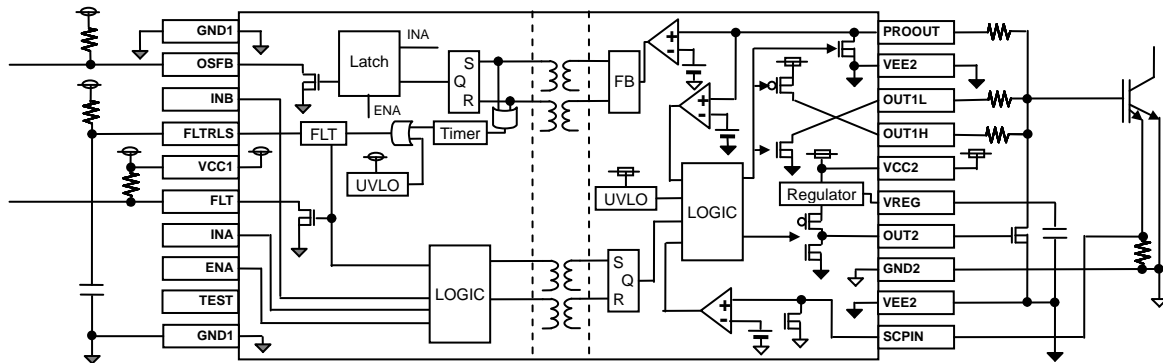 GND1
OSFB
INB
FLTRLS
VCC1
FLT
INA
ENA
TEST
GND1
Latch
INA
ENA
S
Q
R
FLT
Timer
UVLO
LOGIC
FB
UVLO
LOGIC
S
Q
R
Regulator
+
-
+
-
+
-
PROOUT
VEE2
OUT1L
OUT1H
VCC2
VREG
OUT2
GND2
VEE2
SCPIN